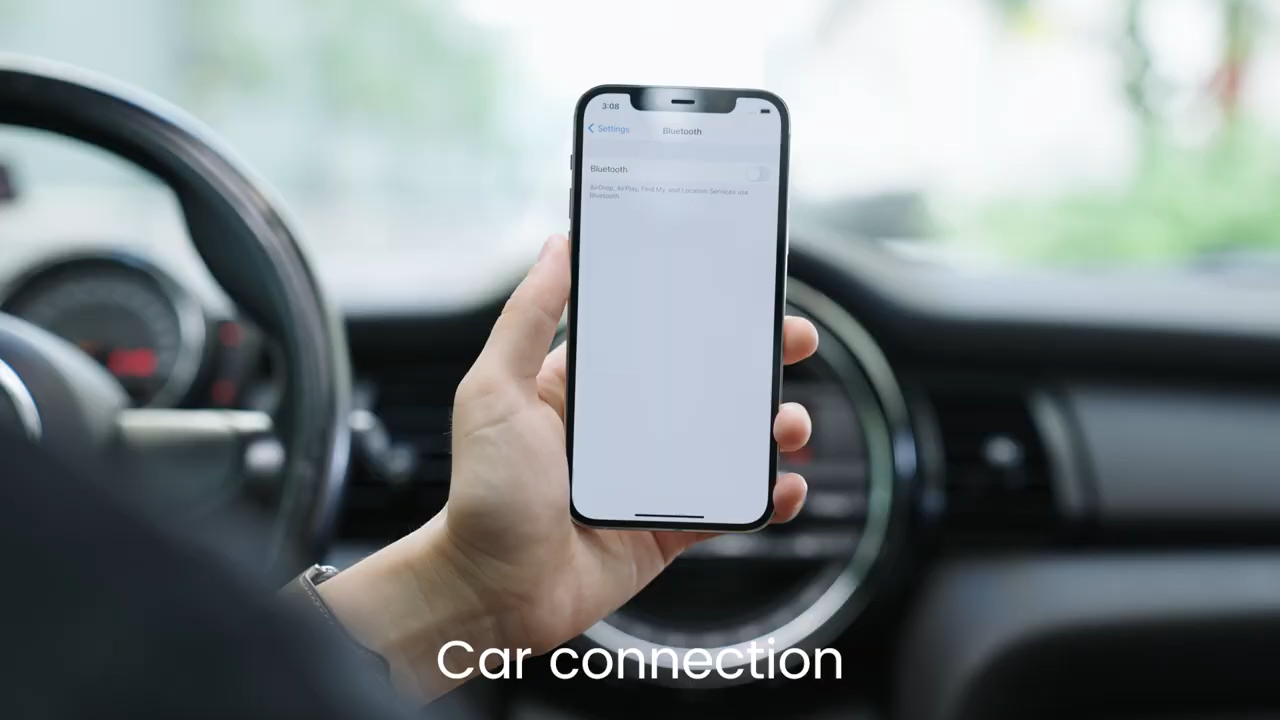 3:08
Settings
Bluetooth
Bluetooth
AirDrop, AirPlay, Find My, and Location Services use
Bluetooth.
Car connection